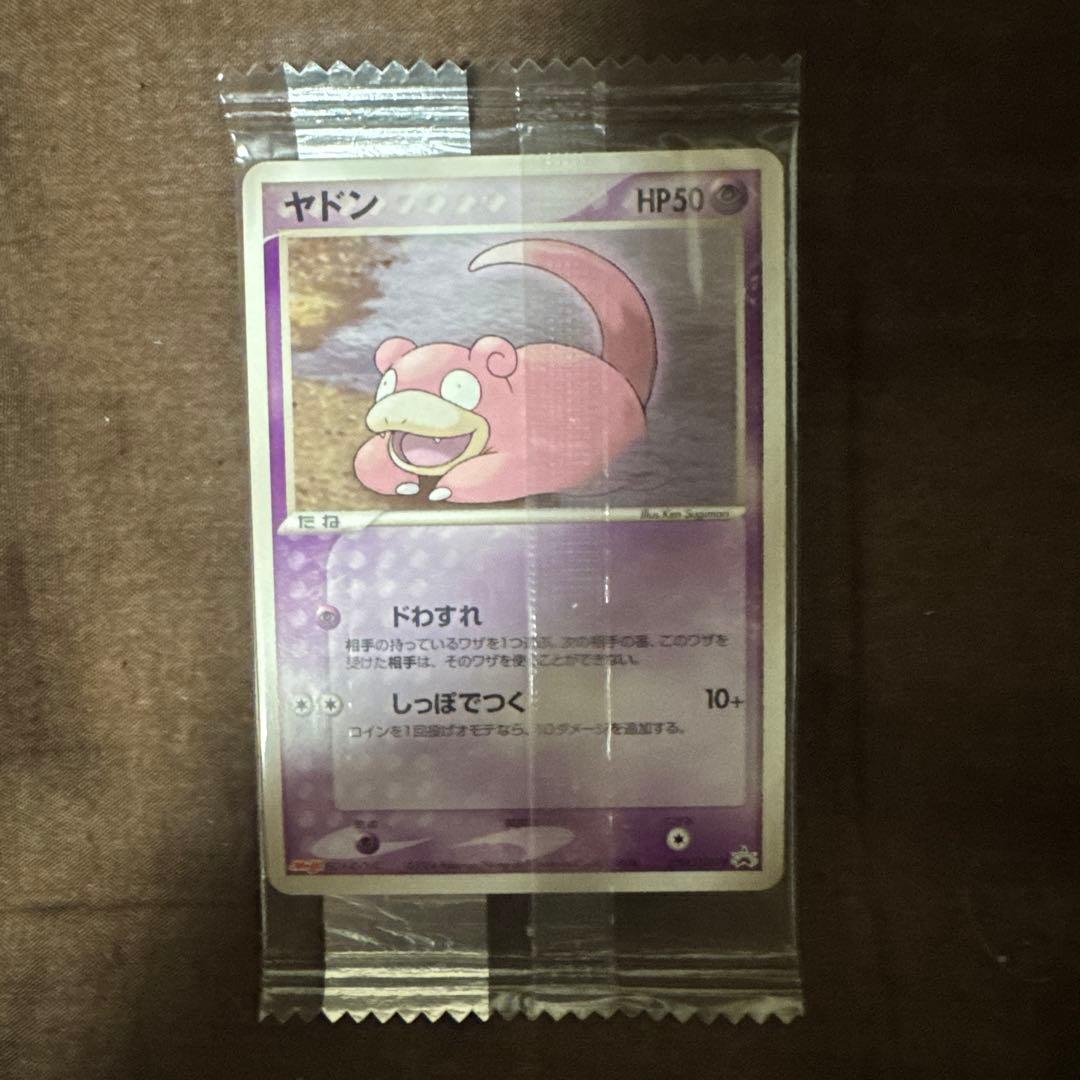 ヤドン
HP50
たね
Illus.Ken Sugimori
ドわすれ
相手の持っているワザを1つ選ぶ。次の相手の番、このワザを
受けた相手は、そのワザを使うことができない。
しっぽでつく 10+
コインを1回投げオモテなら、10ダメージを追加する。